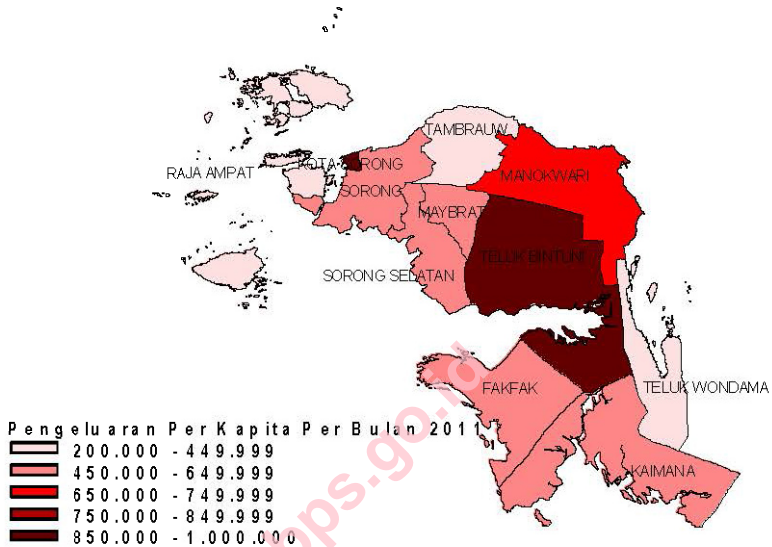 TAMBRAUW
KOTA SORONG
RAJA AMPAT
MANOKWARI
SORONG
MAYBRAT
TELUK BINTUNI
SORONG SELATAN
FAKFAK
TELUK WONDAMA
KAIMANA
Pengeluaran Per Kapita Per Bulan 2011
200.000 - 449.999
450.000 - 649.999
650.000 - 749.999
750.000 - 849.999
850.000 - 1.000.000
bps.go.id